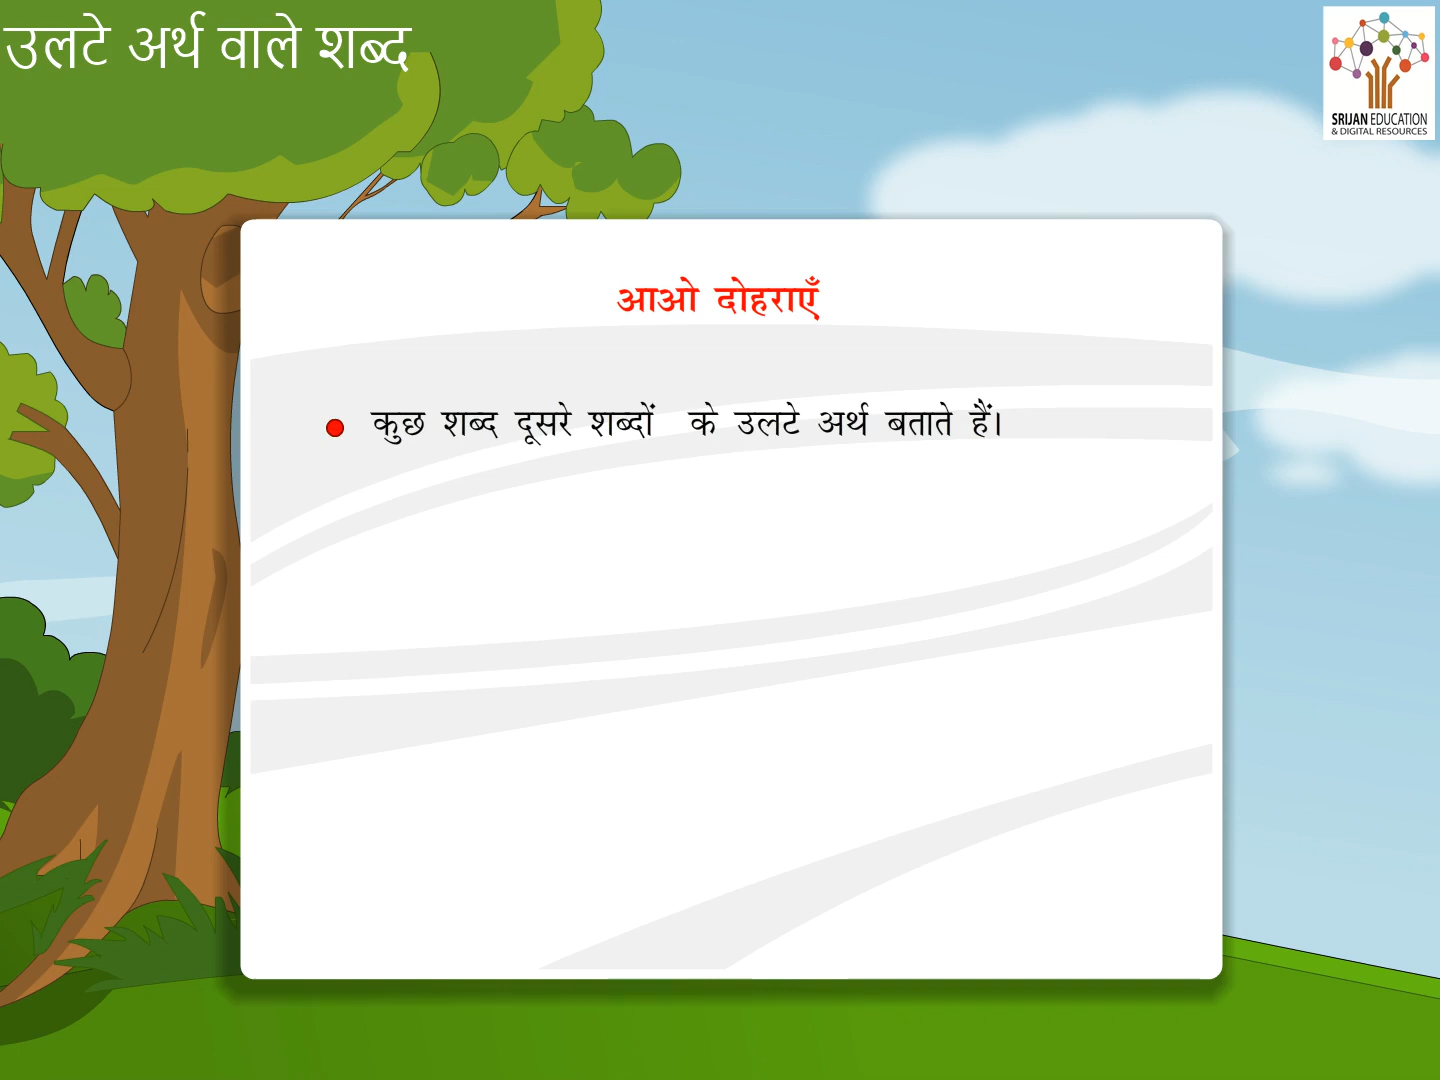 उलटे अर्थ वाले शब्द
SRIJAN EDUCATION
& DIGITAL RESOURCES
आओ दोहराएँ
कुछ शब्द दूसरे शब्दों के उलटे अर्थ बताते हैं।